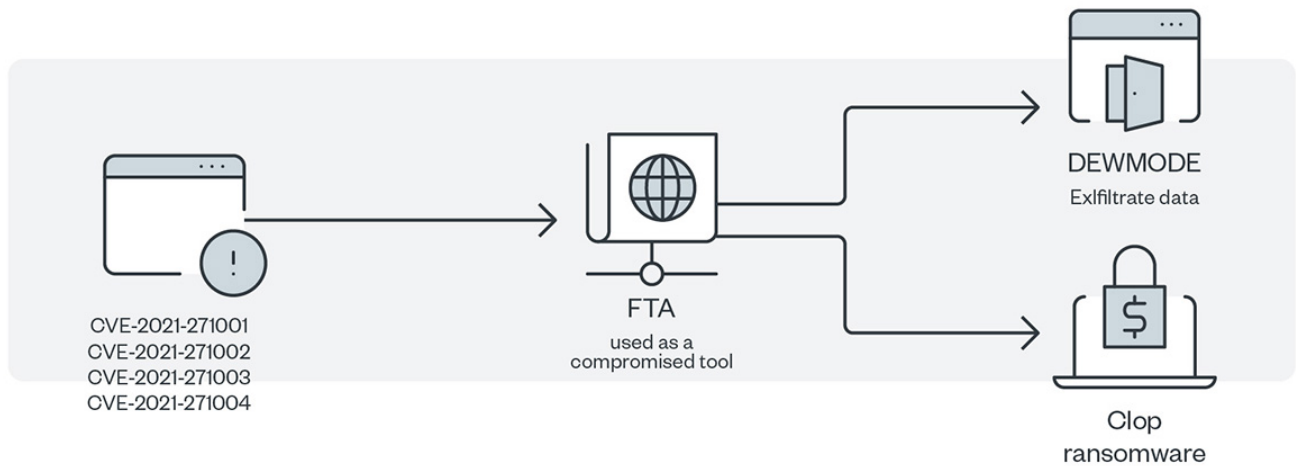 CVE-2021-271001
CVE-2021-271002
CVE-2021-271003
CVE-2021-271004
FTA
used as a
compromised tool
DEWMODE
Exlfiltrate data
$
Clop
ransomware